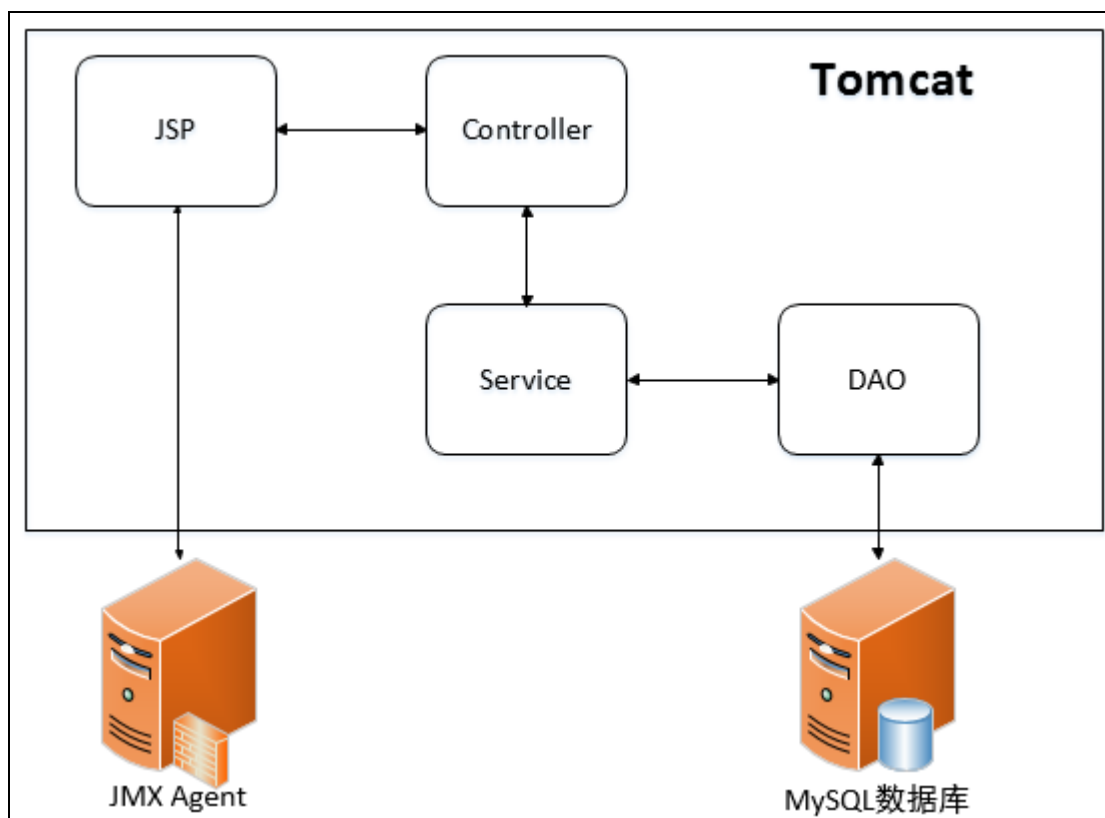 Tomcat
JSP
Controller
Service
DAO
JMX Agent
MySQL数据库